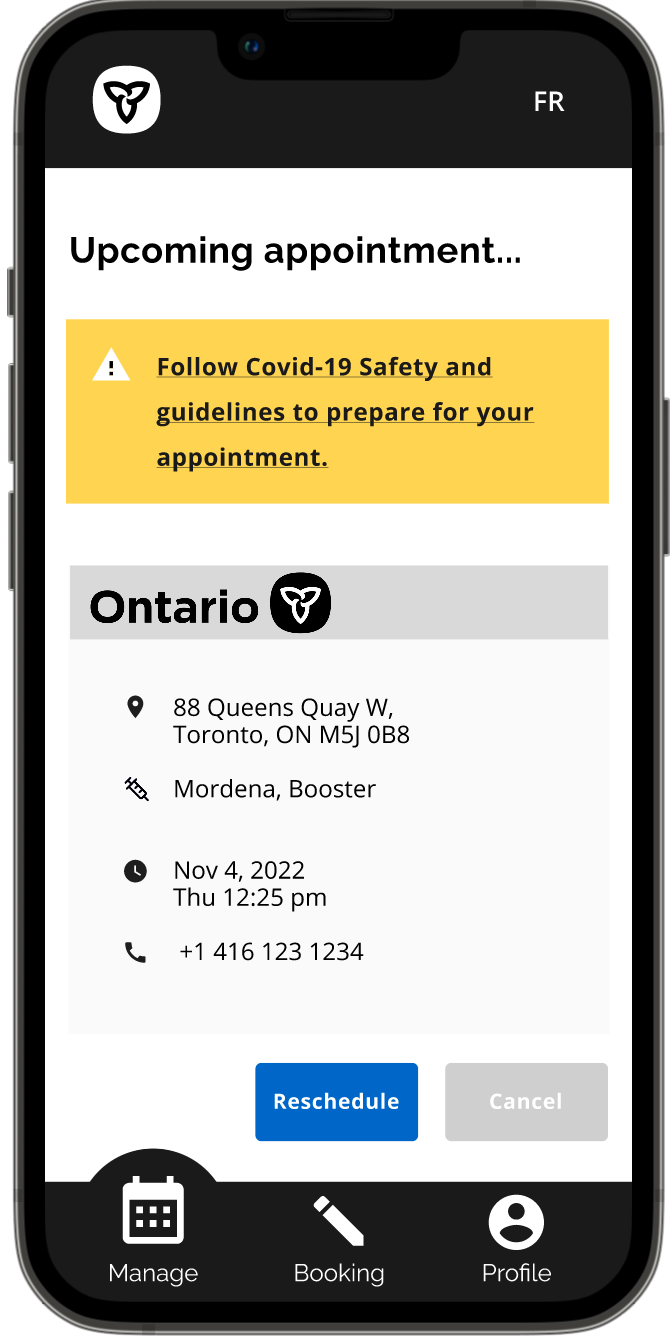 FR
Upcoming appointment...
Follow Covid-19 Safety and
guidelines to prepare for your
appointment.
Ontario
88 Queens Quay W,
Toronto, ON M5J 0B8
Mordena, Booster
Nov 4, 2022
Thu 12:25 pm
+1 416 123 1234
Reschedule
Cancel
Manage
Booking
Profile